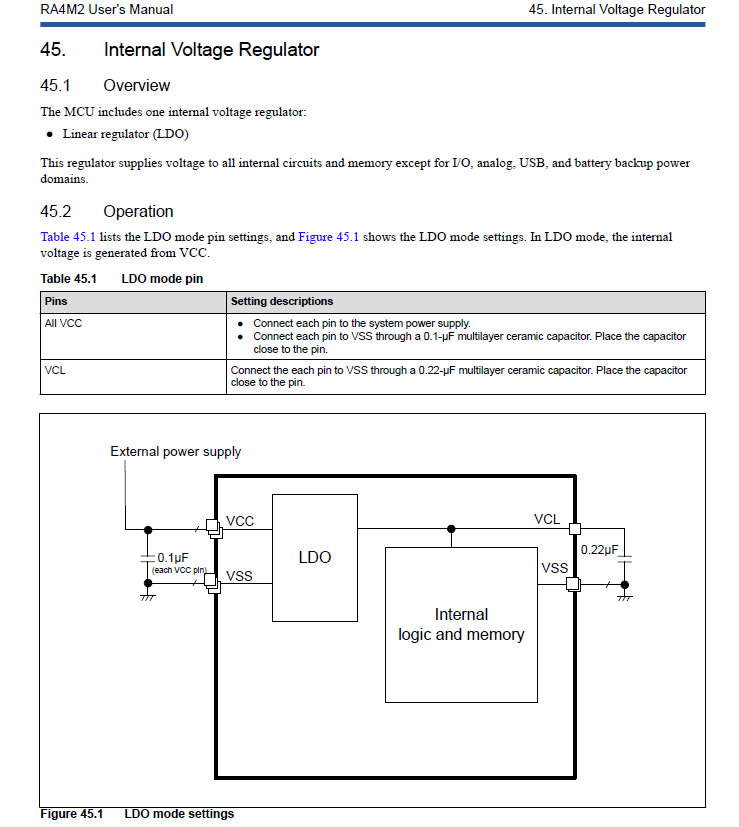 RA4M2 User's Manual 45. Internal Voltage Regulator
45. Internal Voltage Regulator
45.1 Overview
The MCU includes one internal voltage regulator:
● Linear regulator (LDO)
This regulator supplies voltage to all internal circuits and memory except for I/O, analog, USB, and battery backup power
domains.
45.2 Operation
Table 45.1 lists the LDO mode pin settings, and Figure 45.1 shows the LDO mode settings. In LDO mode, the internal
voltage is generated from VCC.
Table 45.1 LDO mode pin
Pins Setting descriptions
All VCC ● Connect each pin to the system power supply.
● Connect each pin to VSS through a 0.1-μF multilayer ceramic capacitor. Place the capacitor
close to the pin.
VCL Connect the each pin to VSS through a 0.22-μF multilayer ceramic capacitor. Place the capacitor
close to the pin.
External power supply
VCC
VCL
0.1μF
(each VCC pin)
VSS
LDO
0.22μF
VSS
Internal
logic and memory
Figure 45.1 LDO mode settings